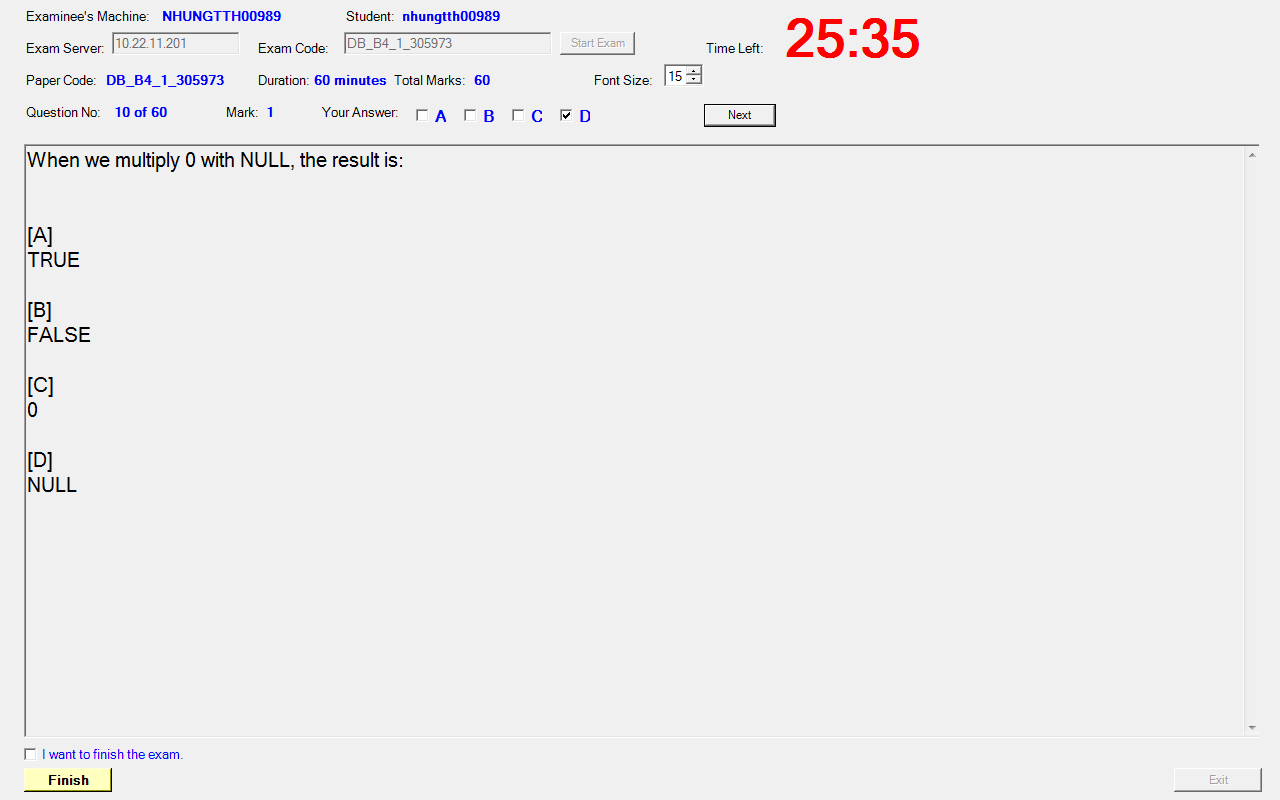 Examinee's Machine: NHUNGTTH00989 Student: nhungtth00989
Exam Server: 10.22.11.201 Exam Code: DB_B4_1_305973 Start Exam Time Left: 25:35
Paper Code: DB_B4_1_305973 Duration: 60 minutes Total Marks: 60 Font Size: 15
Question No: 10 of 60 Mark: 1 Your Answer: A B C D Next
When we multiply 0 with NULL, the result is:
[A]
TRUE
[B]
FALSE
[C]
0
[D]
NULL
I want to finish the exam.
Finish Exit